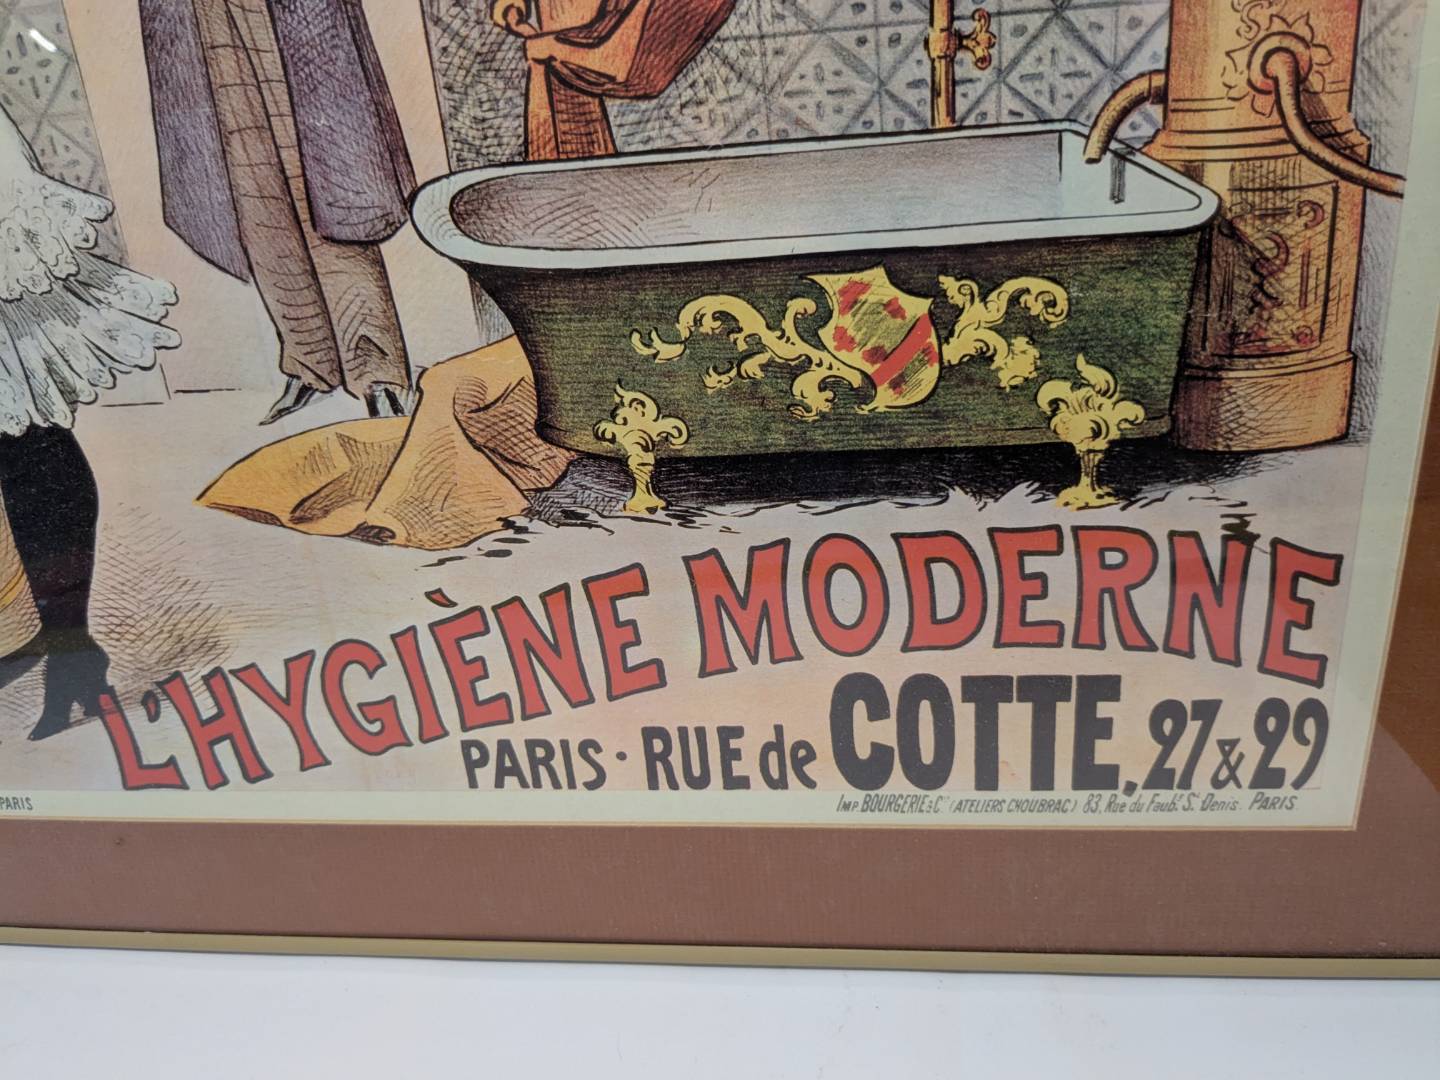 L'HYGIÈNE MODERNE
PARIS · RUE de COTTE, 27 & 29
PARIS
IMP. BOURGERIE & Cie (ATELIERS CHOUBRAC) 83, Rue du Faubg. St. Denis. PARIS